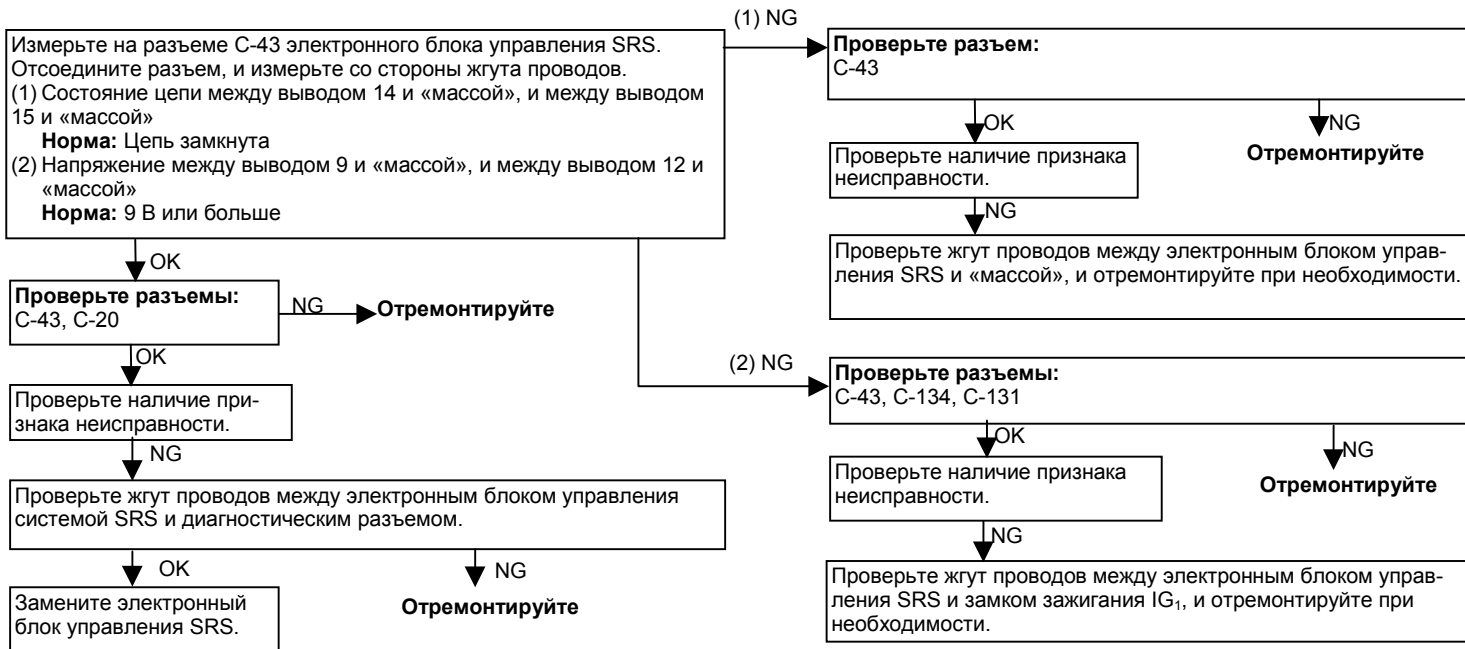 (1) NG
Измерьте на разъеме C-43 электронного блока управления SRS.
Отсоедините разъем, и измерьте со стороны жгута проводов.
(1) Состояние цепи между выводом 14 и «массой», и между выводом
15 и «массой»
Норма: Цепь замкнута
(2) Напряжение между выводом 9 и «массой», и между выводом 12 и
«массой»
Норма: 9 В или больше
Проверьте разъем:
C-43
OK
NG
Проверьте наличие признака
неисправности.
Отремонтируйте
NG
Проверьте жгут проводов между электронным блоком управ-
ления SRS и «массой», и отремонтируйте при необходимости.
OK
Проверьте разъемы:
C-43, C-20
NG
Отремонтируйте
OK
Проверьте наличие при-
знака неисправности.
NG
Проверьте жгут проводов между электронным блоком управления
системой SRS и диагностическим разъемом.
OK
NG
Замените электронный
блок управления SRS.
Отремонтируйте
(2) NG
Проверьте разъемы:
C-43, C-134, C-131
OK
NG
Проверьте наличие признака
неисправности.
Отремонтируйте
NG
Проверьте жгут проводов между электронным блоком управ-
ления SRS и замком зажигания IG₁, и отремонтируйте при
необходимости.